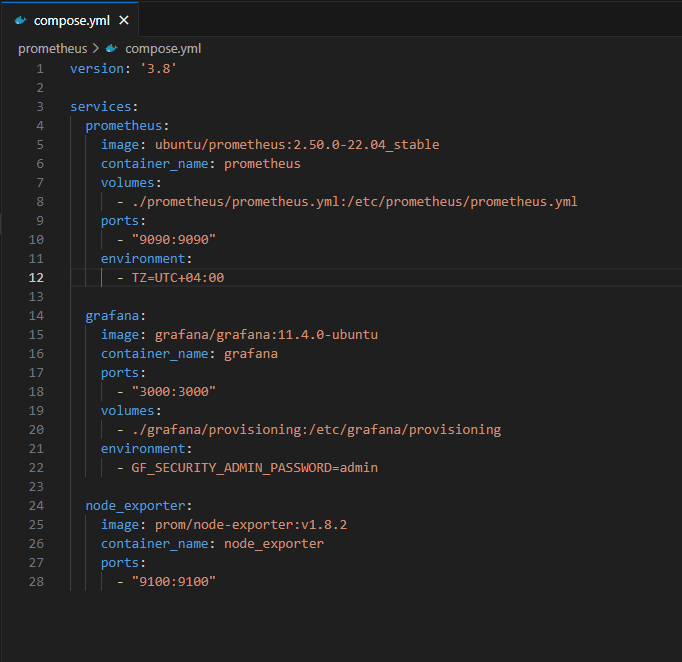 compose.yml
prometheus > compose.yml
1 version: '3.8'
2
3 services:
4   prometheus:
5     image: ubuntu/prometheus:2.50.0-22.04_stable
6     container_name: prometheus
7     volumes:
8       - ./prometheus/prometheus.yml:/etc/prometheus/prometheus.yml
9     ports:
10       - "9090:9090"
11     environment:
12       - TZ=UTC+04:00
13
14   grafana:
15     image: grafana/grafana:11.4.0-ubuntu
16     container_name: grafana
17     ports:
18       - "3000:3000"
19     volumes:
20       - ./grafana/provisioning:/etc/grafana/provisioning
21     environment:
22       - GF_SECURITY_ADMIN_PASSWORD=admin
23
24   node_exporter:
25     image: prom/node-exporter:v1.8.2
26     container_name: node_exporter
27     ports:
28       - "9100:9100"